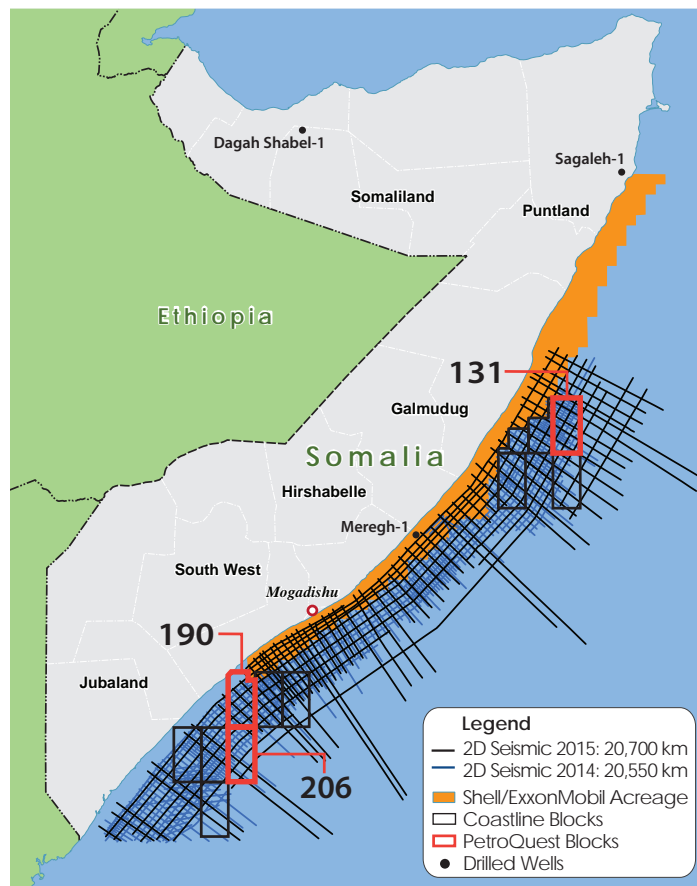 Dagah Shabel-1
Sagaleh-1
Somaliland
Puntland
Ethiopia
131
Galmudug
Somalia
Hirshabelle
Meregh-1
South West
Mogadishu
190
Jubaland
206
Legend
2D Seismic 2015: 20,700 km
2D Seismic 2014: 20,550 km
Shell/ExxonMobil Acreage
Coastline Blocks
PetroQuest Blocks
Drilled Wells